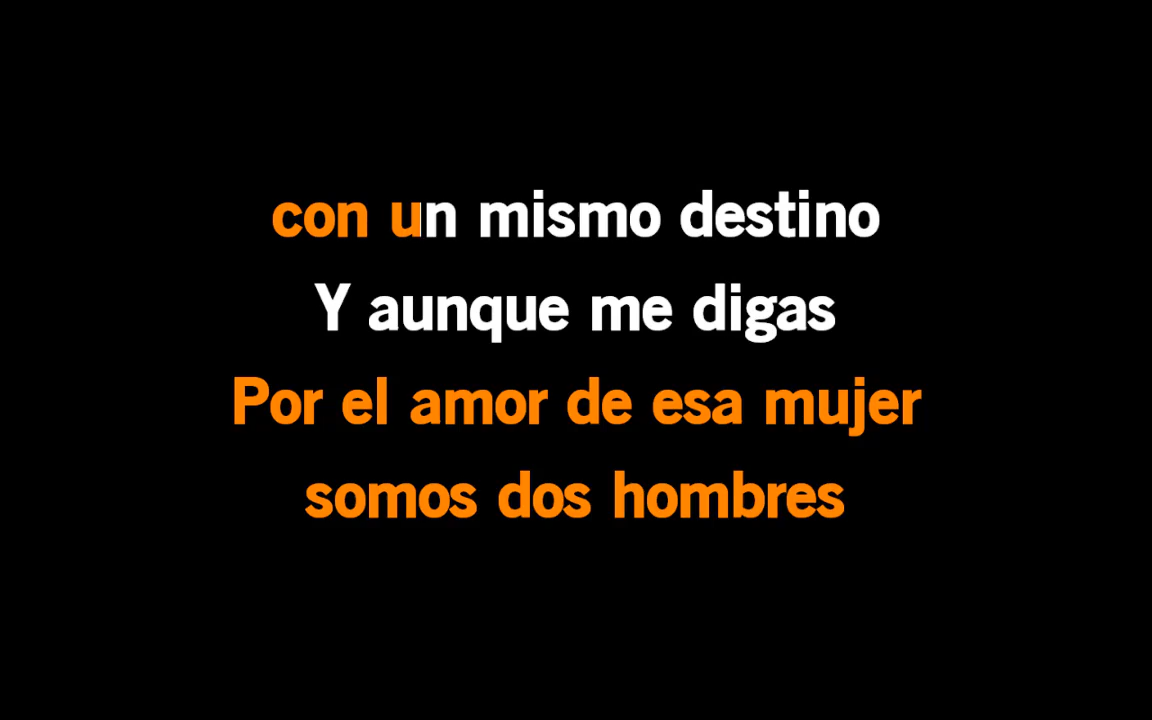 con un mismo destino
Y aunque me digas
Por el amor de esa mujer
somos dos hombres